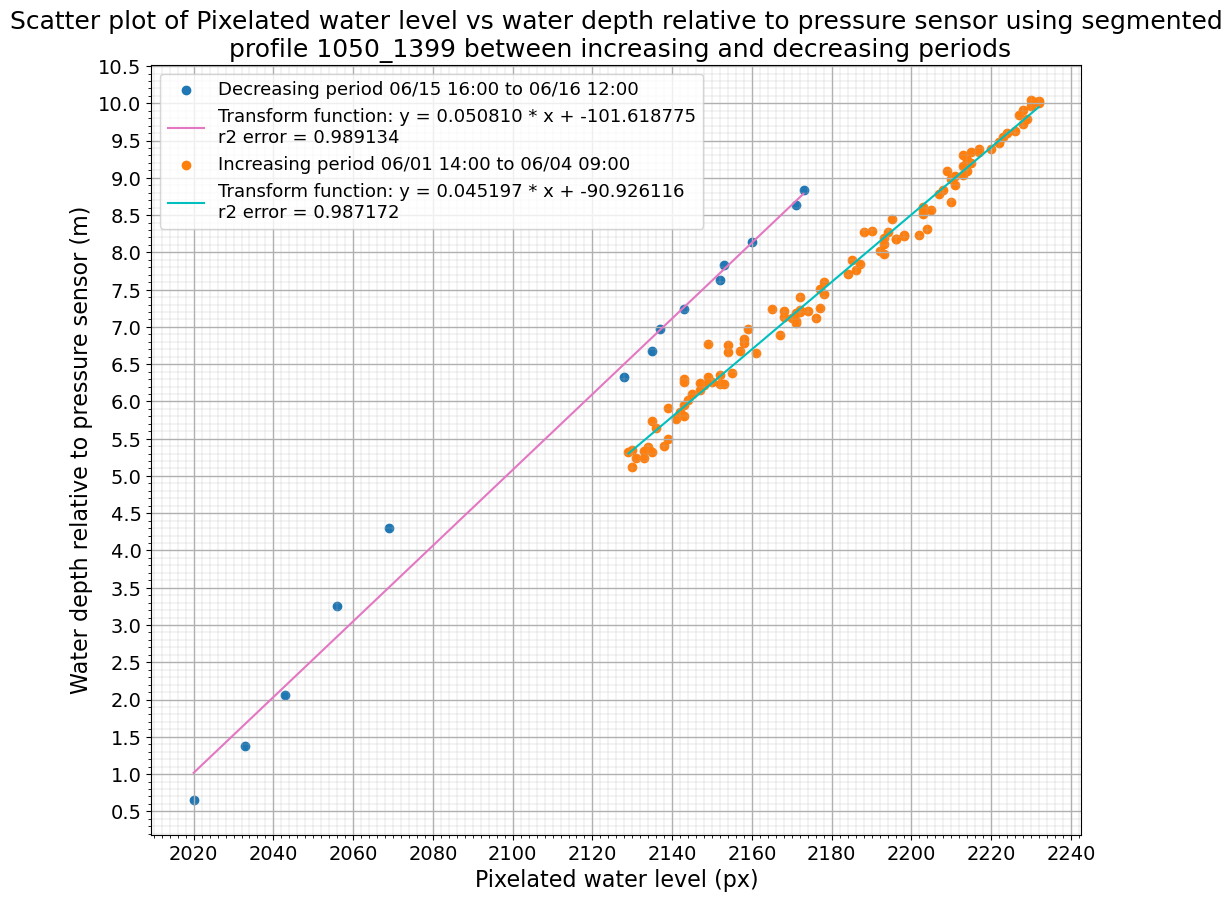 Scatter plot of Pixelated water level vs water depth relative to pressure sensor using segmented
profile 1050_1399 between increasing and decreasing periods
Decreasing period 06/15 16:00 to 06/16 12:00
Transform function: y = 0.050810 * x + -101.618775
r2 error = 0.989134
Increasing period 06/01 14:00 to 06/04 09:00
Transform function: y = 0.045197 * x + -90.926116
r2 error = 0.987172
Water depth relative to pressure sensor (m)
10.5
10.0
9.5
9.0
8.5
8.0
7.5
7.0
6.5
6.0
5.5
5.0
4.5
4.0
3.5
3.0
2.5
2.0
1.5
1.0
0.5
2020 2040 2060 2080 2100 2120 2140 2160 2180 2200 2220 2240
Pixelated water level (px)